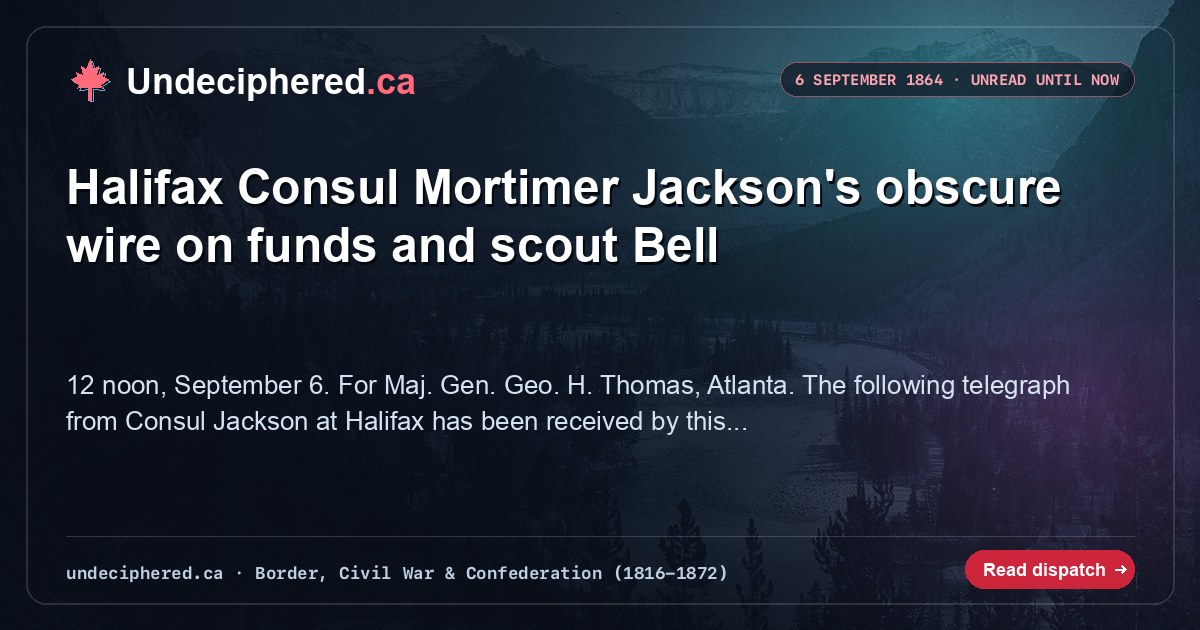 Undeciphered.ca
6 SEPTEMBER 1864 · UNREAD UNTIL NOW
Halifax Consul Mortimer Jackson's obscure
wire on funds and scout Bell
12 noon, September 6. For Maj. Gen. Geo. H. Thomas, Atlanta. The following telegraph
from Consul Jackson at Halifax has been received by this...
undeciphered.ca · Border, Civil War & Confederation (1816–1872)
Read dispatch →